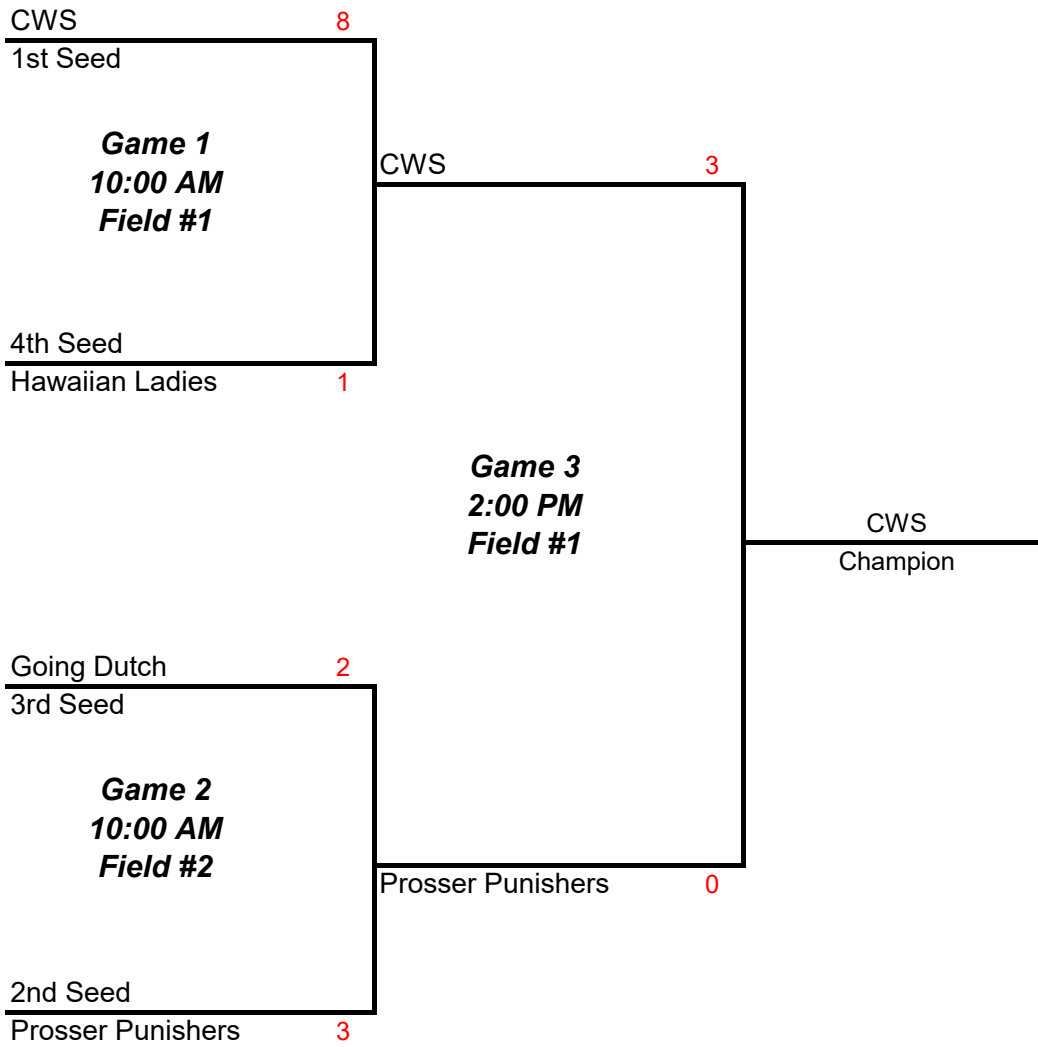 CWS 8
1st Seed
Game 1
10:00 AM
Field #1
CWS 3
4th Seed
Hawaiian Ladies 1
Game 3
2:00 PM
Field #1
CWS
Champion
Going Dutch 2
3rd Seed
Game 2
10:00 AM
Field #2
Prosser Punishers 0
2nd Seed
Prosser Punishers 3